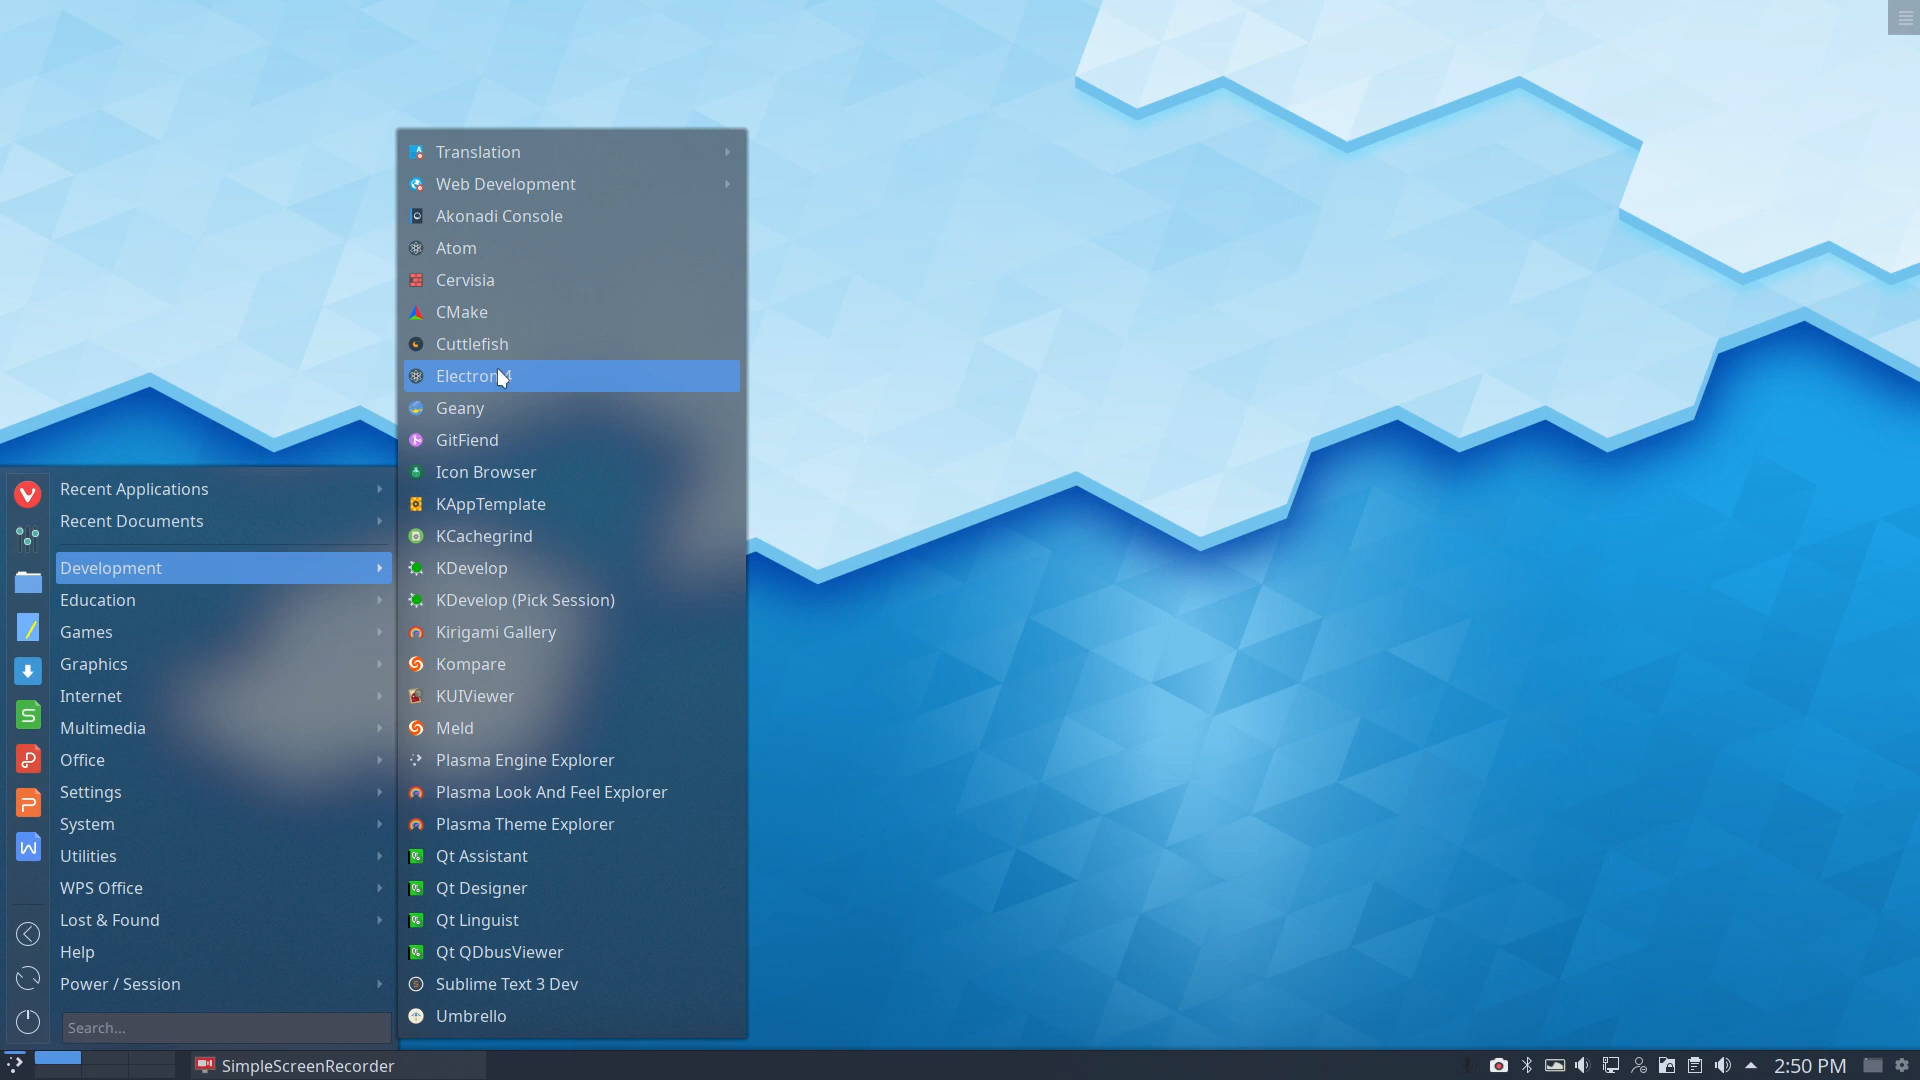 Translation
Web Development
Akonadi Console
Atom
Cervisia
CMake
Cuttlefish
Electron 4
Geany
GitFiend
Icon Browser
KAppTemplate
KCachegrind
KDevelop
KDevelop (Pick Session)
Kirigami Gallery
Kompare
KUIViewer
Meld
Plasma Engine Explorer
Plasma Look And Feel Explorer
Plasma Theme Explorer
Qt Assistant
Qt Designer
Qt Linguist
Qt QDbusViewer
Sublime Text 3 Dev
Umbrello
Recent Applications
Recent Documents
Development
Education
Games
Graphics
Internet
Multimedia
Office
Settings
System
Utilities
WPS Office
Lost & Found
Help
Power / Session
Search...
SimpleScreenRecorder
2:50 PM